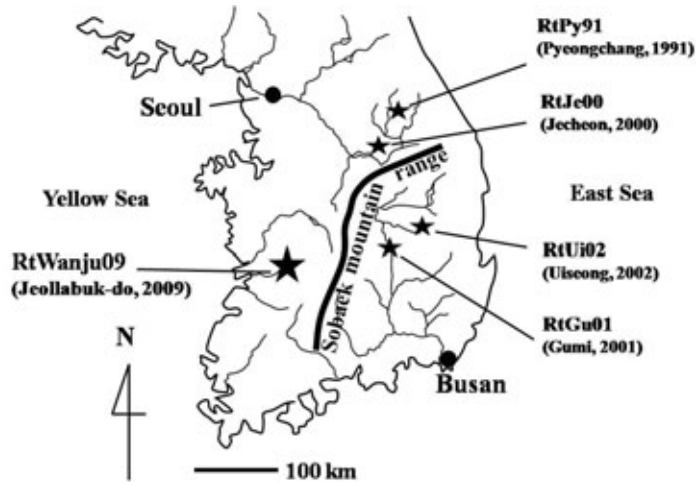 RtPy91
(Pyeongchang, 1991)
Seoul
RtJe00
(Jecheon, 2000)
Soback mountain range
Yellow Sea
East Sea
RtWanju09
(Jeollabuk-do, 2009)
RtUi02
(Uiseong, 2002)
RtGu01
(Gumi, 2001)
N
Busan
100 km